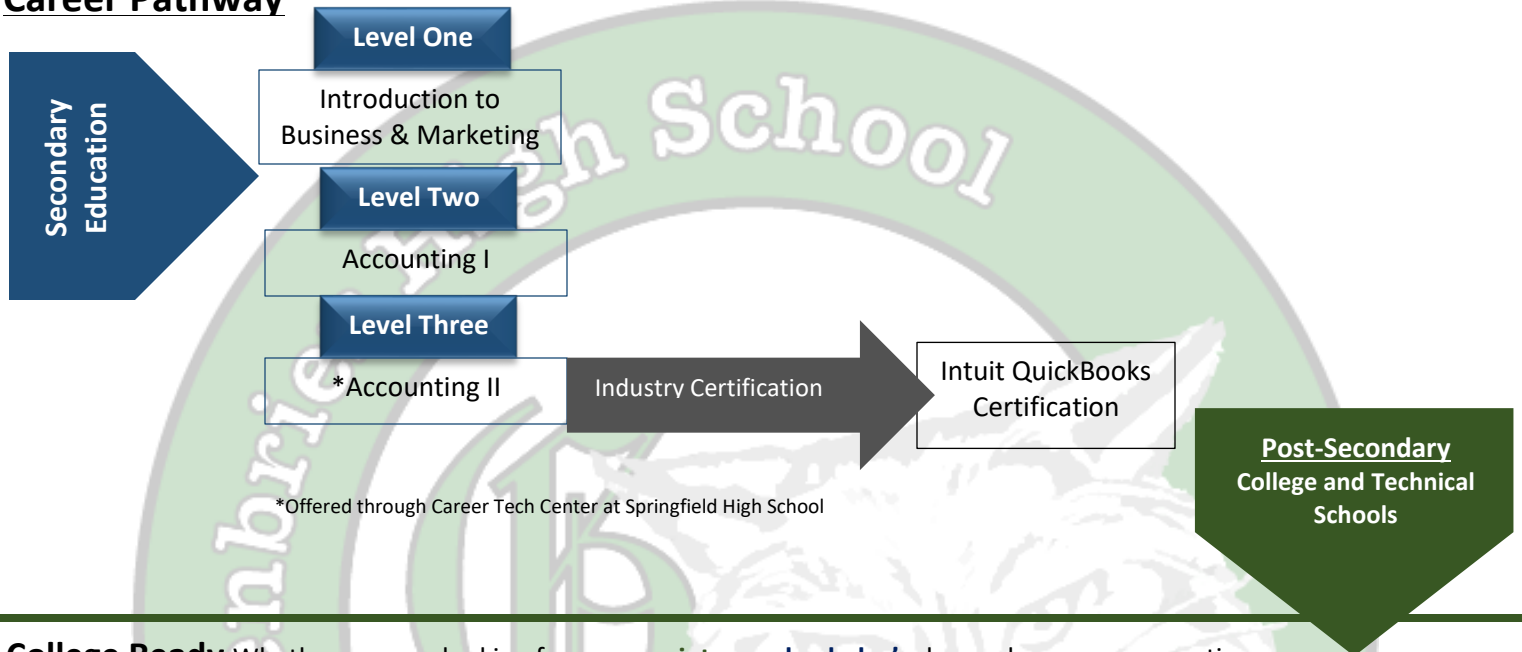 Career Pathway
Level One
Secondary
Education
Introduction to
Business & Marketing
Level Two
Accounting I
Level Three
*Accounting II
Industry Certification
Intuit QuickBooks
Certification
Post-Secondary
College and Technical
Schools
*Offered through Career Tech Center at Springfield High School
High School
College Ready